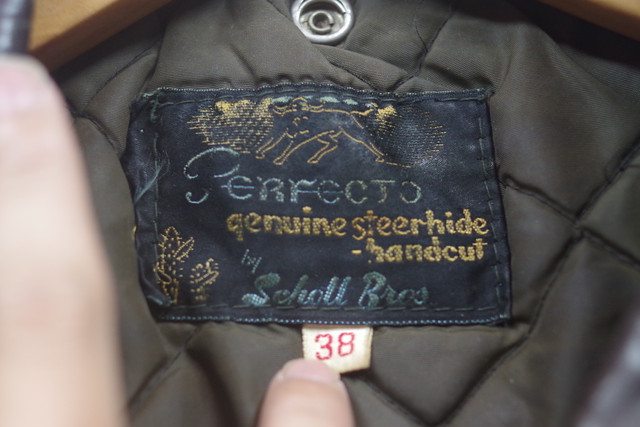 PERFECTO
genuine steerhide
-handcut
by
Schott Bros
38